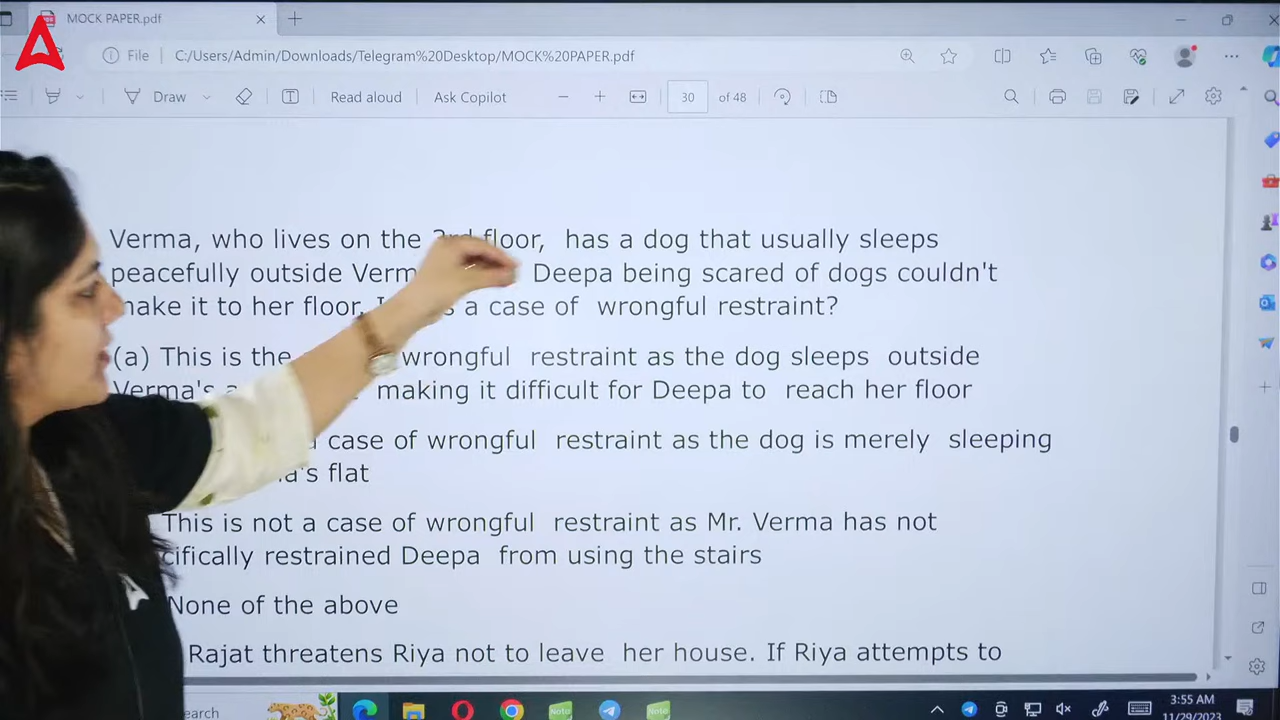 MOCK PAPER.pdf
File C:/Users/Admin/Downloads/Telegram%20Desktop/MOCK%20PAPER.pdf
Draw Read aloud Ask Copilot 30 of 48
Verma, who lives on the 3rd floor, has a dog that usually sleeps
peacefully outside Verm Deepa being scared of dogs couldn't
make it to her floor. a case of wrongful restraint?
(a) This is the wrongful restraint as the dog sleeps outside
Verma's making it difficult for Deepa to reach her floor
a case of wrongful restraint as the dog is merely sleeping
flat
This is not a case of wrongful restraint as Mr. Verma has not
cifically restrained Deepa from using the stairs
None of the above
Rajat threatens Riya not to leave her house. If Riya attempts to
earch
3:55 AM
11/29/2023